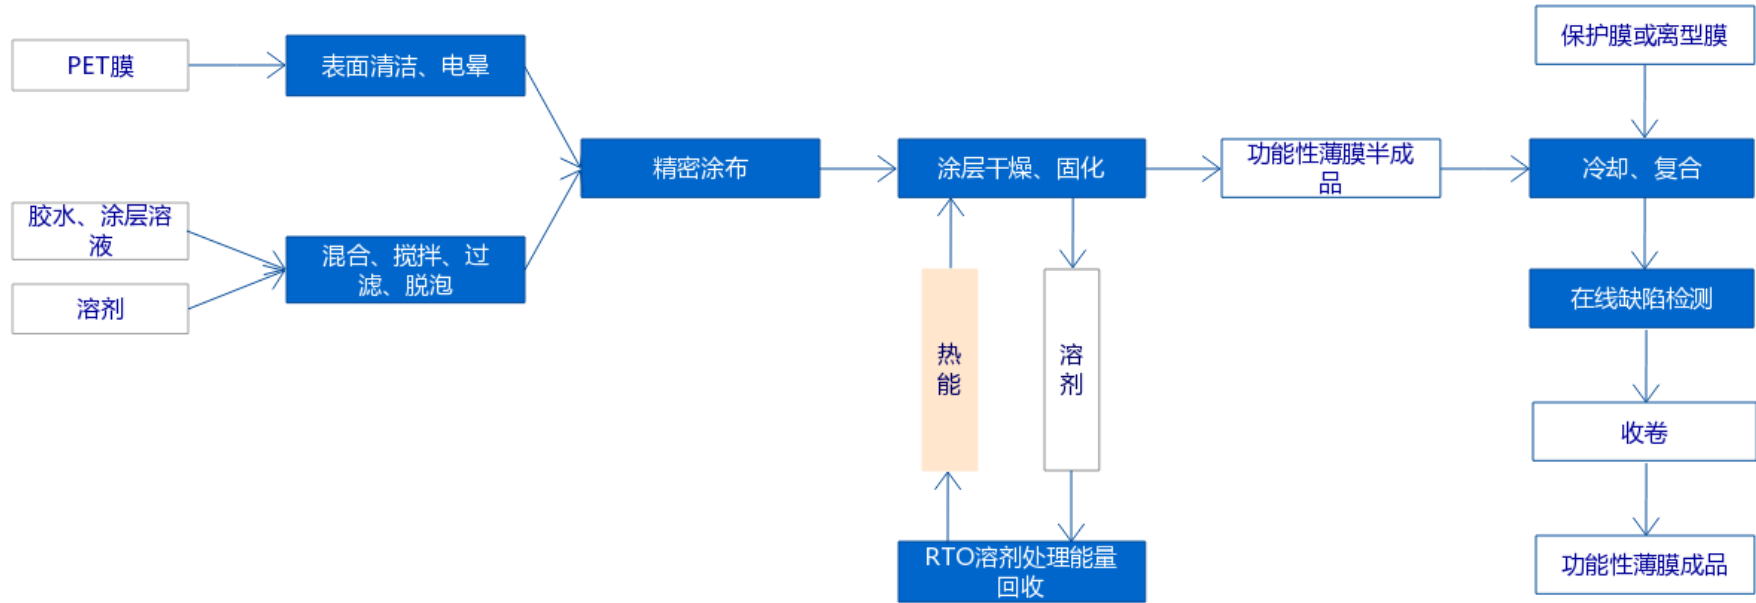 PET膜
表面清洁、电晕
胶水、涂层溶
液
溶剂
混合、搅拌、过
滤、脱泡
精密涂布
涂层干燥、固化
热
能
溶
剂
RTO溶剂处理能量
回收
功能性薄膜半成
品
保护膜或离型膜
冷却、复合
在线缺陷检测
收卷
功能性薄膜成品